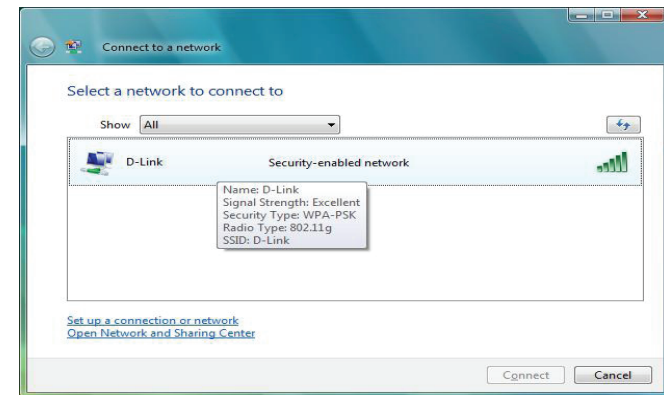 Connect to a network
Select a network to connect to
Show All
D-Link Security-enabled network
Name: D-Link
Signal Strength: Excellent
Security Type: WPA-PSK
Radio Type: 802.11g
SSID: D-Link
Set up a connection or network
Open Network and Sharing Center
Connect Cancel